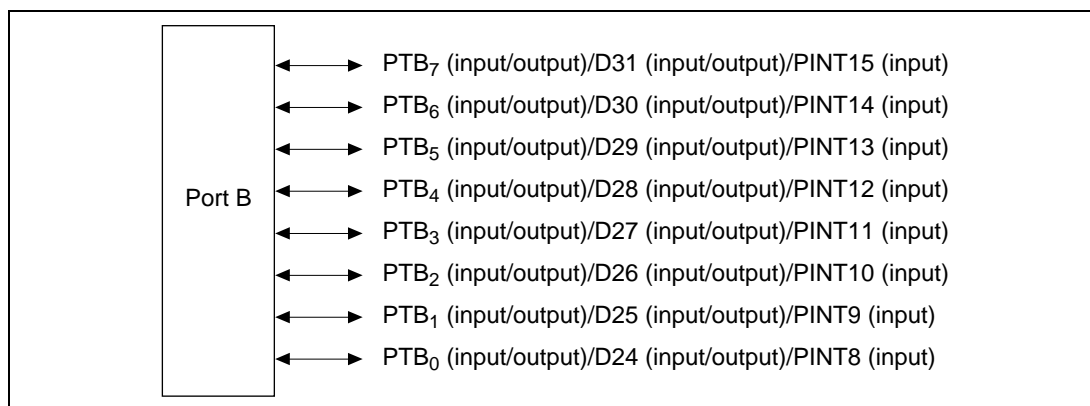 Port B
PTB7 (input/output)/D31 (input/output)/PINT15 (input)
PTB6 (input/output)/D30 (input/output)/PINT14 (input)
PTB5 (input/output)/D29 (input/output)/PINT13 (input)
PTB4 (input/output)/D28 (input/output)/PINT12 (input)
PTB3 (input/output)/D27 (input/output)/PINT11 (input)
PTB2 (input/output)/D26 (input/output)/PINT10 (input)
PTB1 (input/output)/D25 (input/output)/PINT9 (input)
PTB0 (input/output)/D24 (input/output)/PINT8 (input)